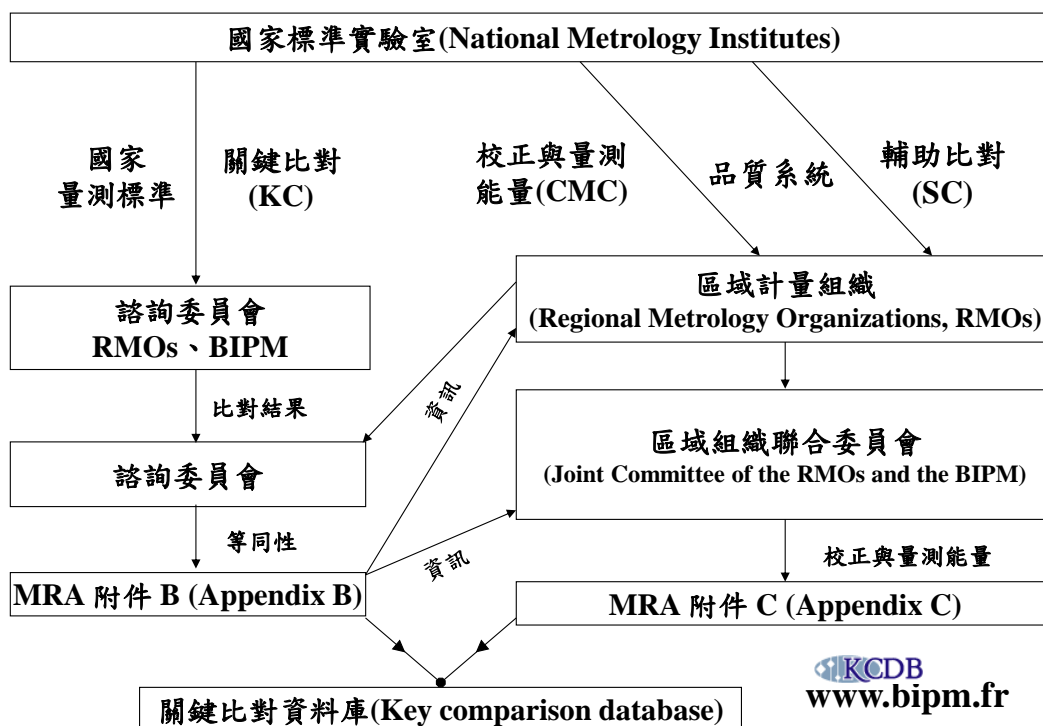 國家標準實驗室(National Metrology Institutes)
國家
量測標準
關鍵比對
(KC)
校正與量測
能量(CMC)
品質系統
輔助比對
(SC)
諮詢委員會
RMOs、BIPM
區域計量組織
(Regional Metrology Organizations, RMOs)
比對結果
資訊
諮詢委員會
區域組織聯合委員會
(Joint Committee of the RMOs and the BIPM)
等同性
資訊
校正與量測能量
MRA 附件 B (Appendix B)
MRA 附件 C (Appendix C)
KCDB
www.bipm.fr
關鍵比對資料庫(Key comparison database)